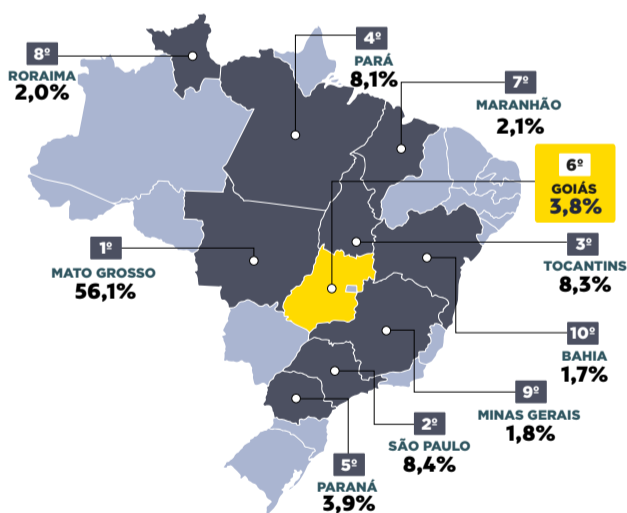 8º
RORAIMA
2,0%
4º
PARÁ
8,1%
7º
MARANHÃO
2,1%
6º
GOIÁS
3,8%
1º
MATO GROSSO
56,1%
3º
TOCANTINS
8,3%
10º
BAHIA
1,7%
9º
MINAS GERAIS
1,8%
2º
SÃO PAULO
8,4%
5º
PARANÁ
3,9%